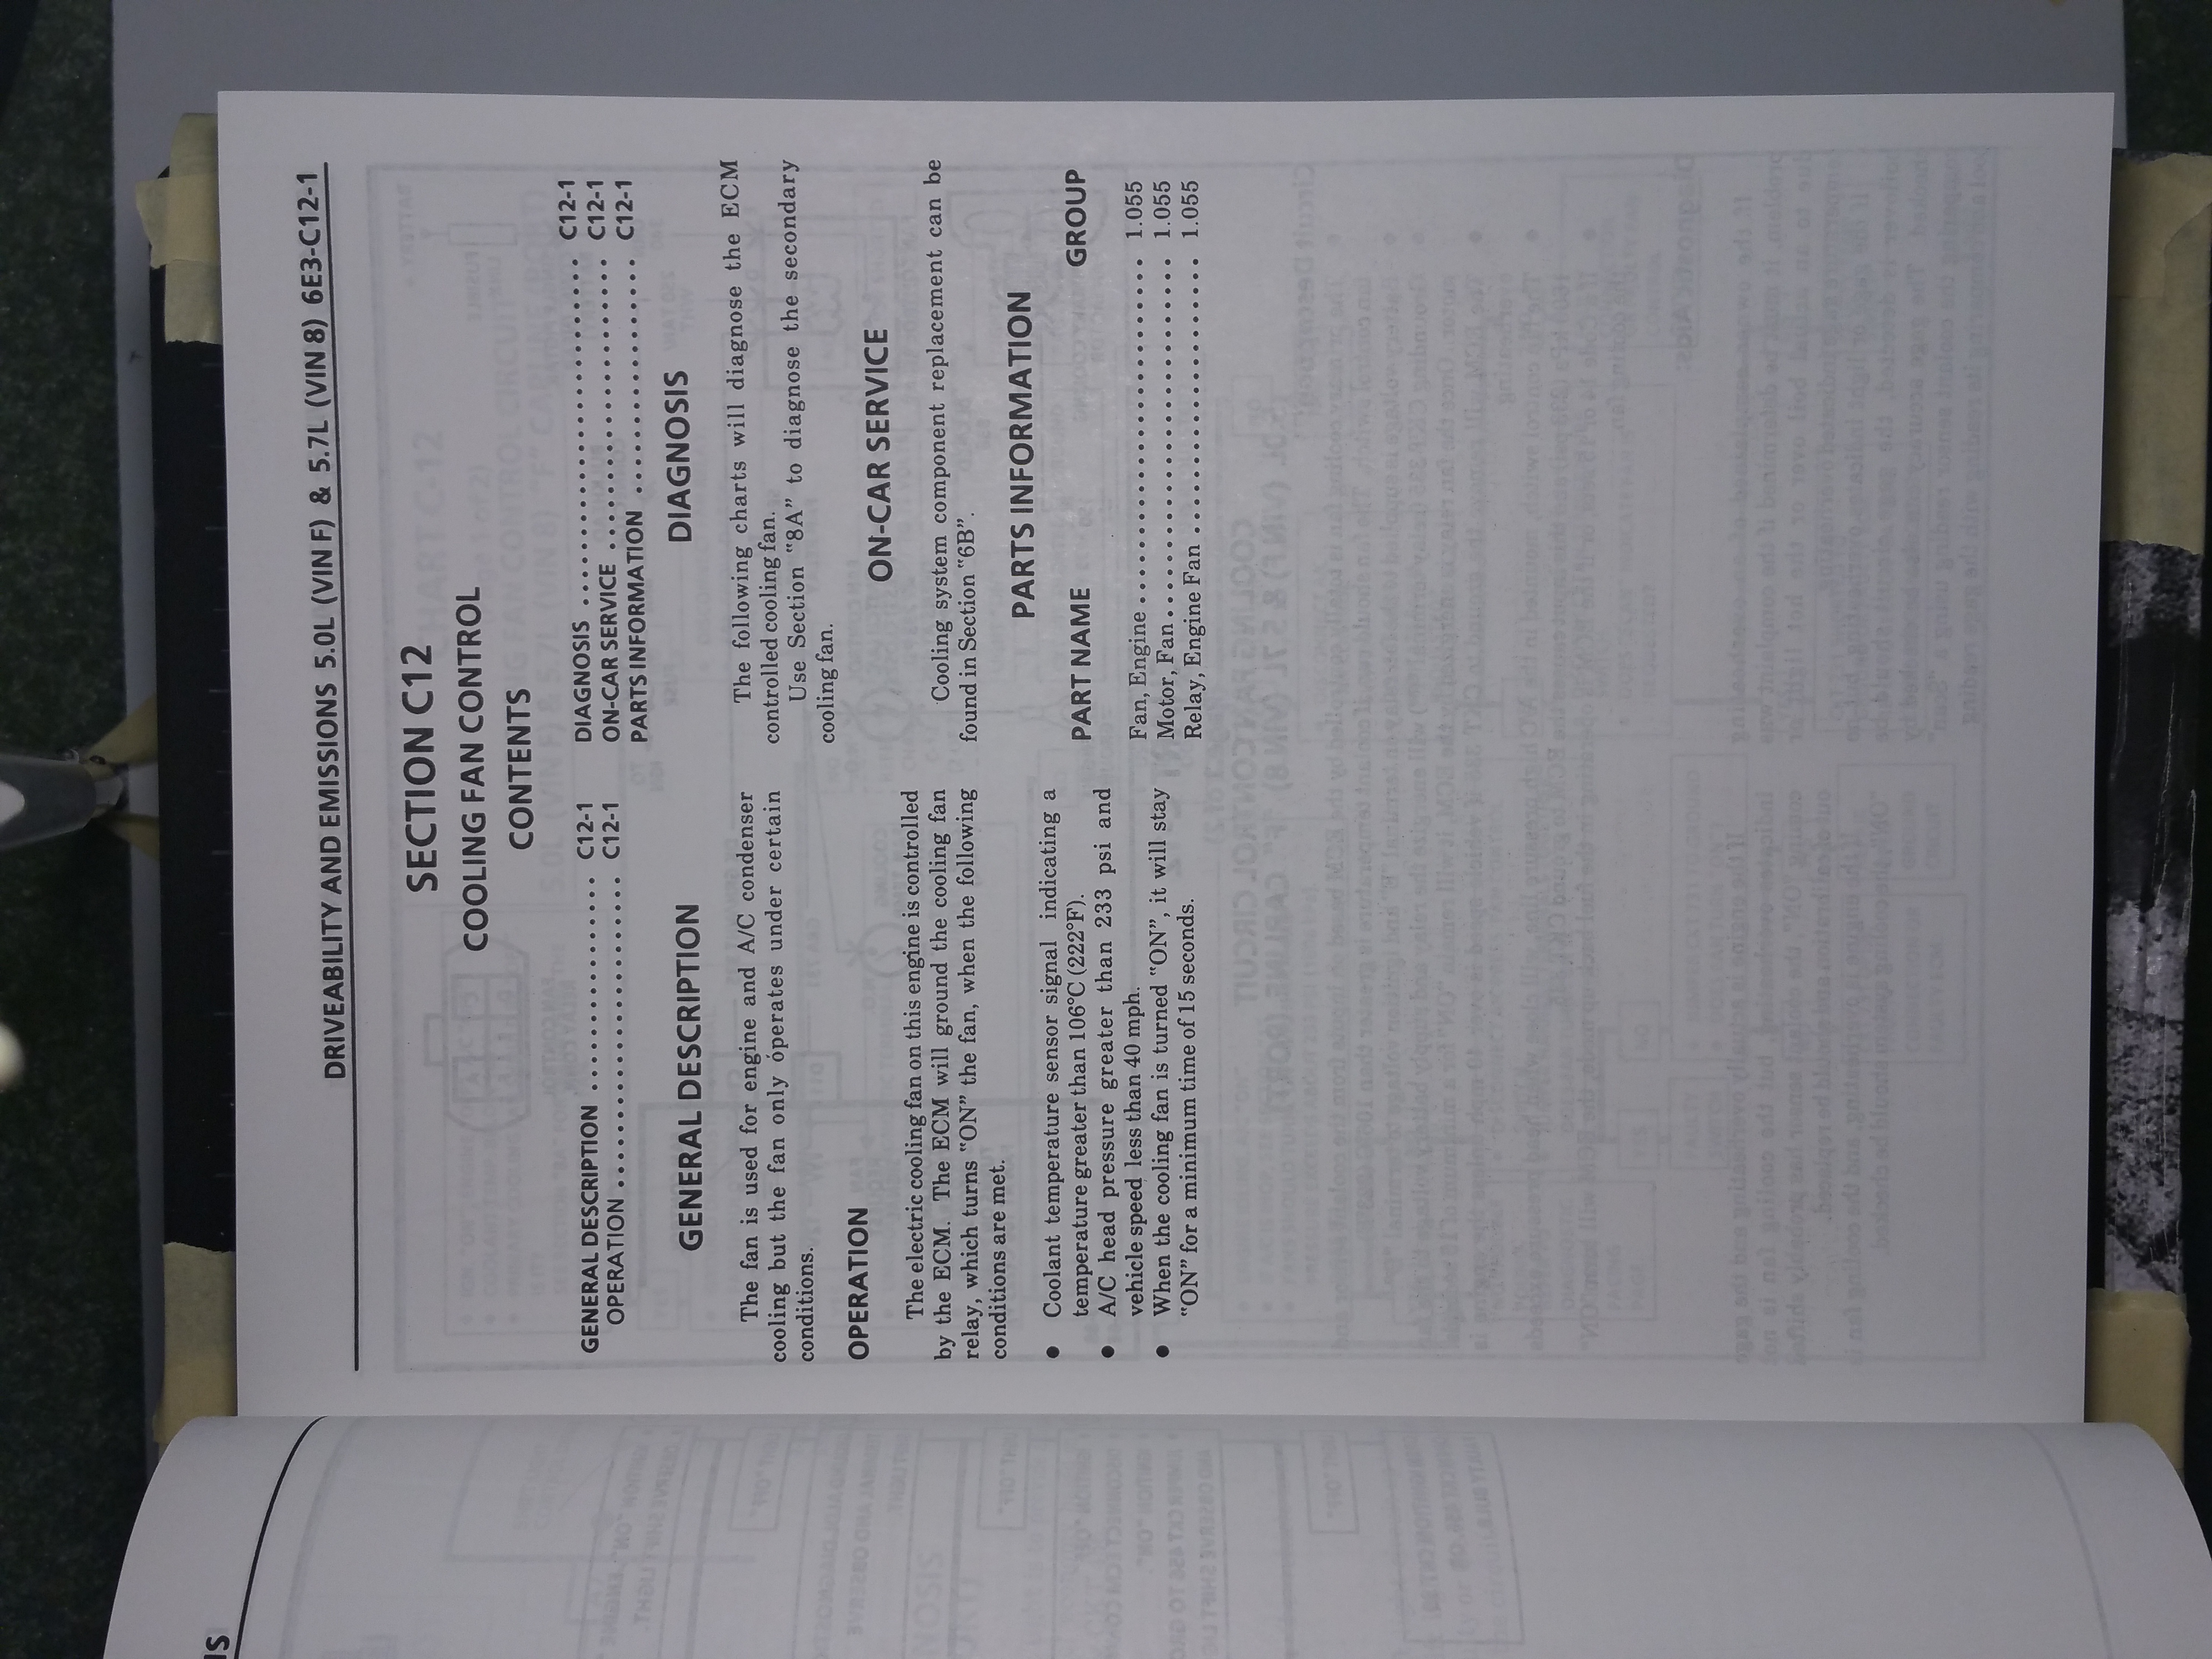 DRIVEABILITY AND EMISSIONS 5.0L (VIN F) & 5.7L (VIN 8) 6E3-C12-1
SECTION C12
COOLING FAN CONTROL
CONTENTS
GENERAL DESCRIPTION ........................ C12-1
OPERATION ........................ C12-1
DIAGNOSIS ........................ C12-1
ON-CAR SERVICE ........................ C12-1
PARTS INFORMATION ........................ C12-1
GENERAL DESCRIPTION
The fan is used for engine and A/C condenser
cooling but the fan only operates under certain
conditions.
OPERATION
The electric cooling fan on this engine is controlled
by the ECM. The ECM will ground the cooling fan
relay, which turns “ON” the fan, when the following
conditions are met.
● Coolant temperature sensor signal indicating a
temperature greater than 106°C (222°F).
● A/C head pressure greater than 233 psi and
vehicle speed less than 40 mph.
● When the cooling fan is turned “ON”, it will stay
“ON” for a minimum time of 15 seconds.
DIAGNOSIS
The following charts will diagnose the ECM
controlled cooling fan.
Use Section “8A” to diagnose the secondary
cooling fan.
ON-CAR SERVICE
Cooling system component replacement can be
found in Section “6B”.
PARTS INFORMATION
PART NAME GROUP
Fan, Engine ........................ 1.055
Motor, Fan ........................ 1.055
Relay, Engine Fan ........................ 1.055